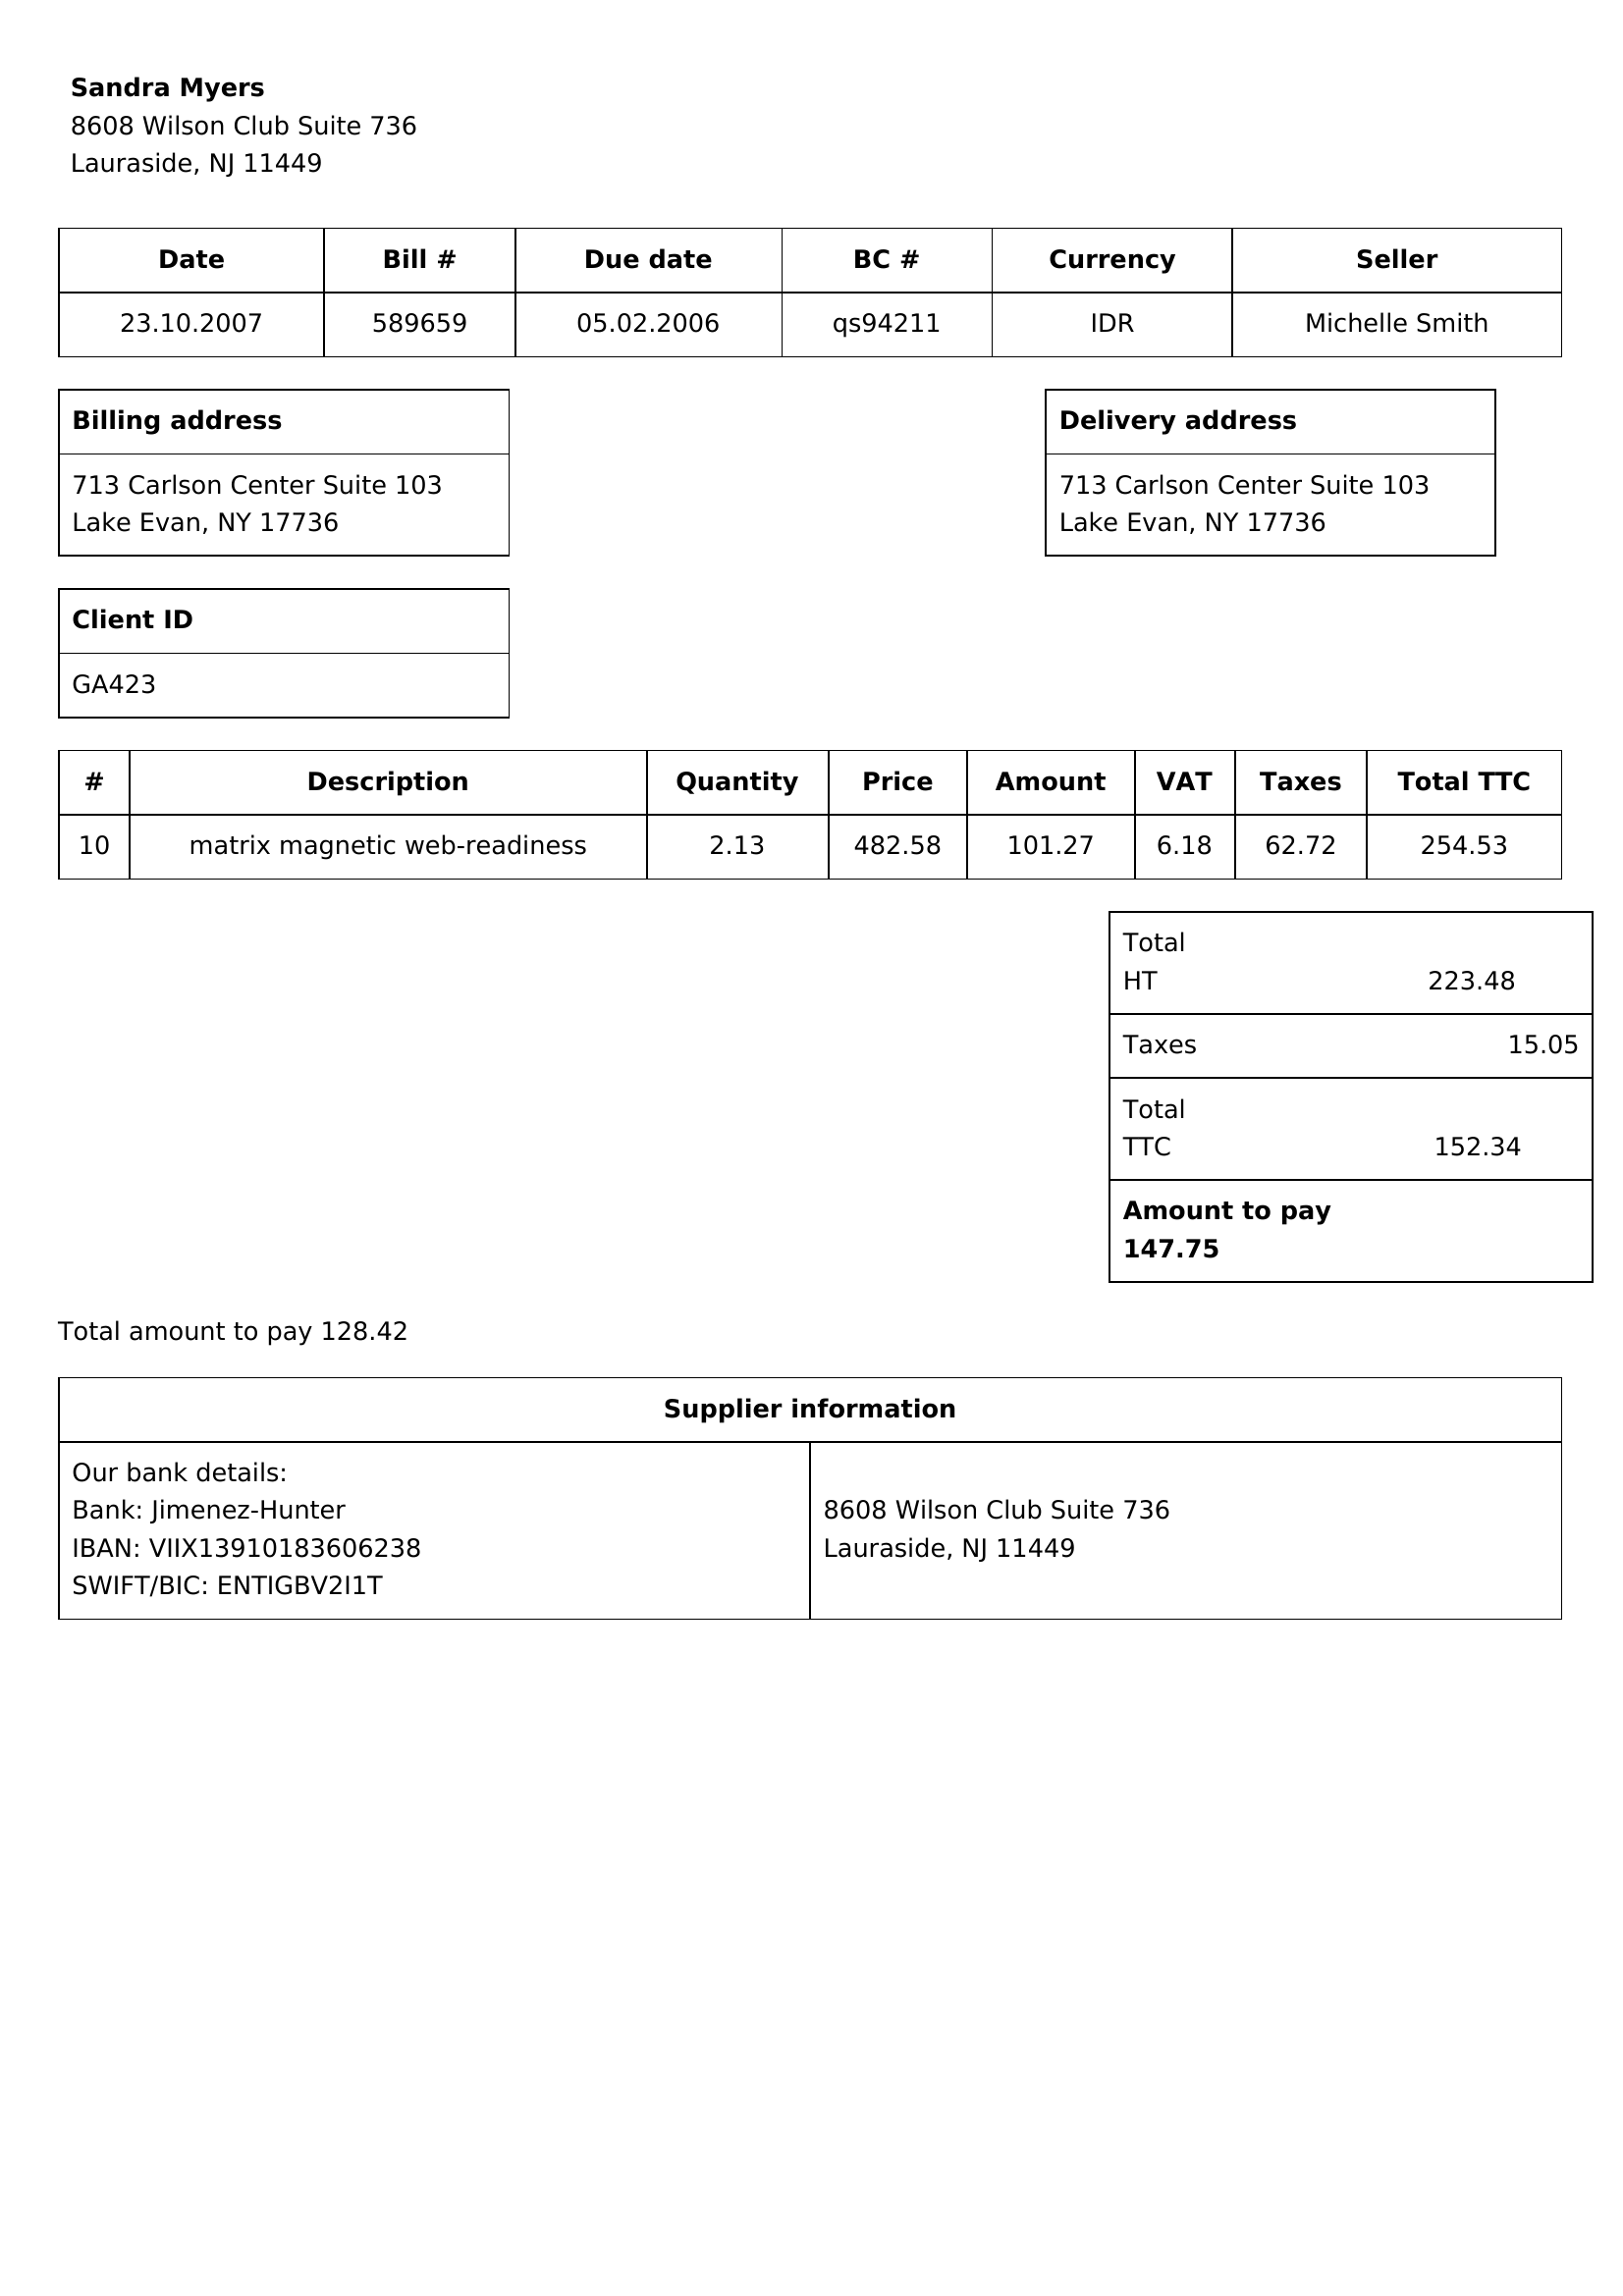 Sandra Myers
8608 Wilson Club Suite 736
Lauraside, NJ 11449
Date Bill # Due date BC # Currency Seller
23.10.2007 589659 05.02.2006 qs94211 IDR Michelle Smith
Billing address
713 Carlson Center Suite 103
Lake Evan, NY 17736
Delivery address
713 Carlson Center Suite 103
Lake Evan, NY 17736
Client ID
GA423
# Description Quantity Price Amount VAT Taxes Total TTC
10 matrix magnetic web-readiness 2.13 482.58 101.27 6.18 62.72 254.53
Total
HT 223.48
Taxes 15.05
Total
TTC 152.34
Amount to pay
147.75
Total amount to pay 128.42
Supplier information
Our bank details:
Bank: Jimenez-Hunter
IBAN: VIIX13910183606238
SWIFT/BIC: ENTIGBV2I1T
8608 Wilson Club Suite 736
Lauraside, NJ 11449